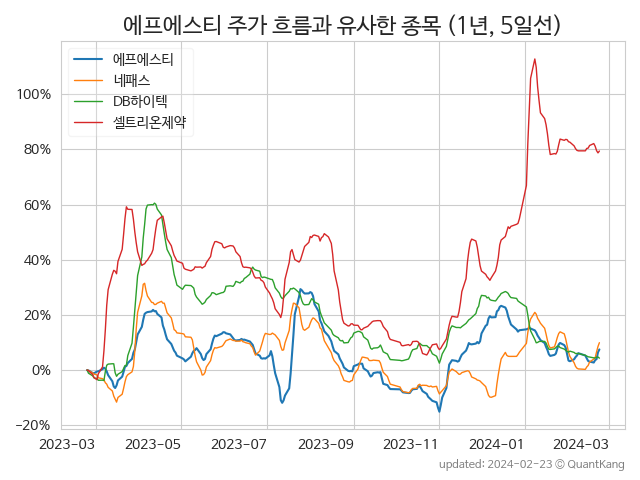 에프에스티 주가 흐름과 유사한 종목 (1년, 5일선)
에프에스티
네패스
DB하이텍
셀트리온제약
100%
80%
60%
40%
20%
0%
−20%
2023-03 2023-05 2023-07 2023-09 2023-11 2024-01 2024-03
updated: 2024-02-23 © QuantKang